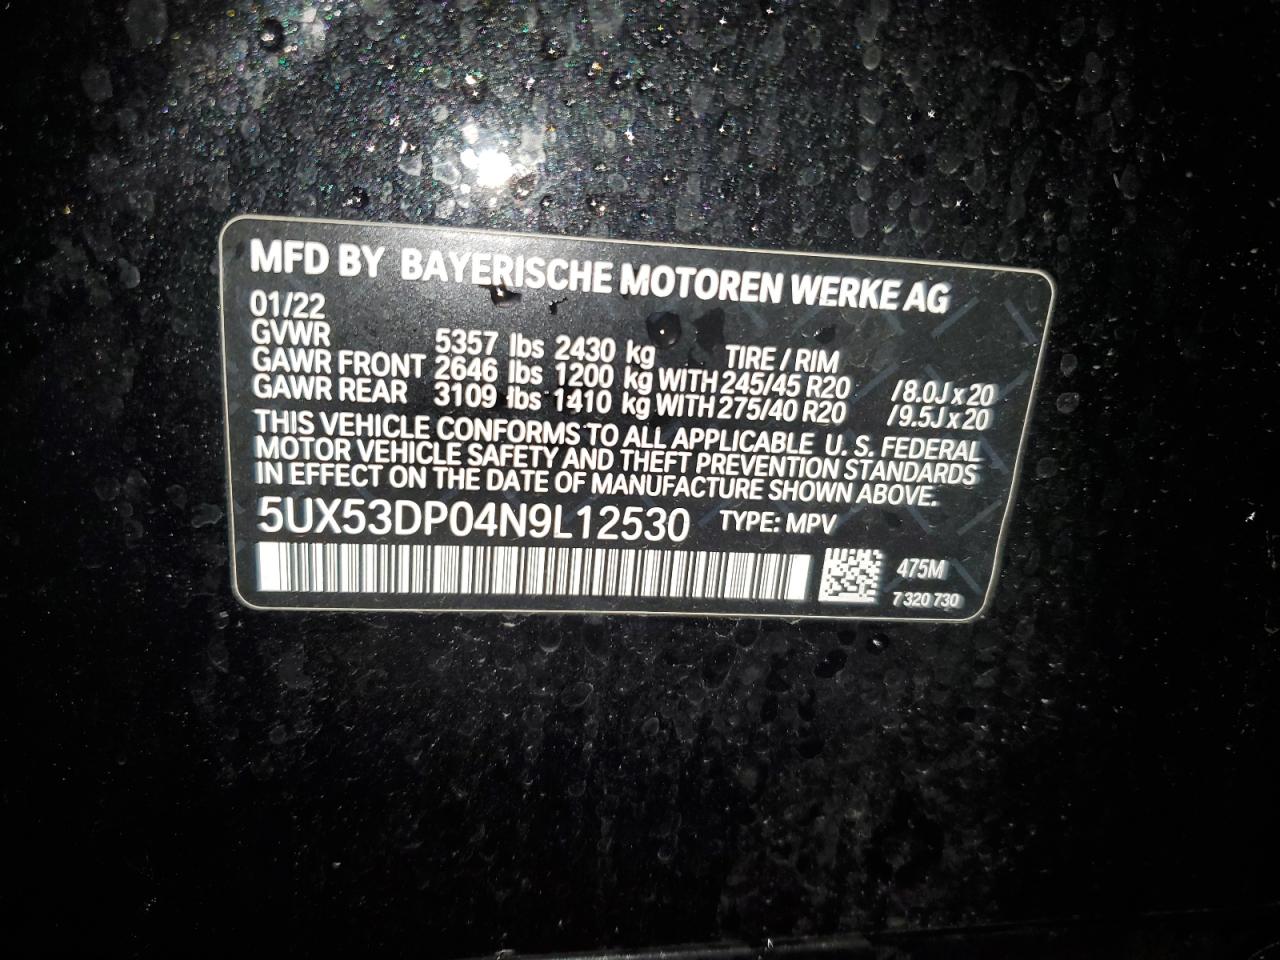 MFD BY BAYERISCHE MOTOREN WERKE AG
01/22
GVWR 5357 lbs 2430 kg TIRE / RIM
GAWR FRONT 2646 lbs 1200 kg WITH 245/45 R20 /8.0J x 20
GAWR REAR 3109 lbs 1410 kg WITH 275/40 R20 /9.5J x 20
THIS VEHICLE CONFORMS TO ALL APPLICABLE U. S. FEDERAL
MOTOR VEHICLE SAFETY AND THEFT PREVENTION STANDARDS
IN EFFECT ON THE DATE OF MANUFACTURE SHOWN ABOVE.
5UX53DP04N9L12530 TYPE: MPV
475M
7 320 730